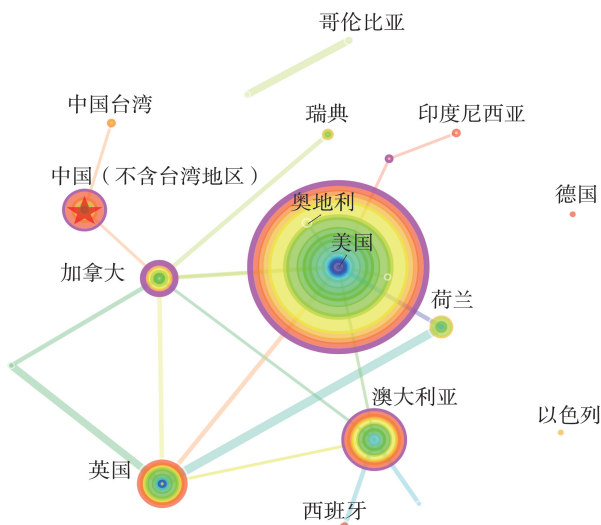 哥伦比亚
中国台湾
瑞典
印度尼西亚
中国（不含台湾地区）
德国
奥地利
美国
加拿大
荷兰
澳大利亚
以色列
英国
西班牙